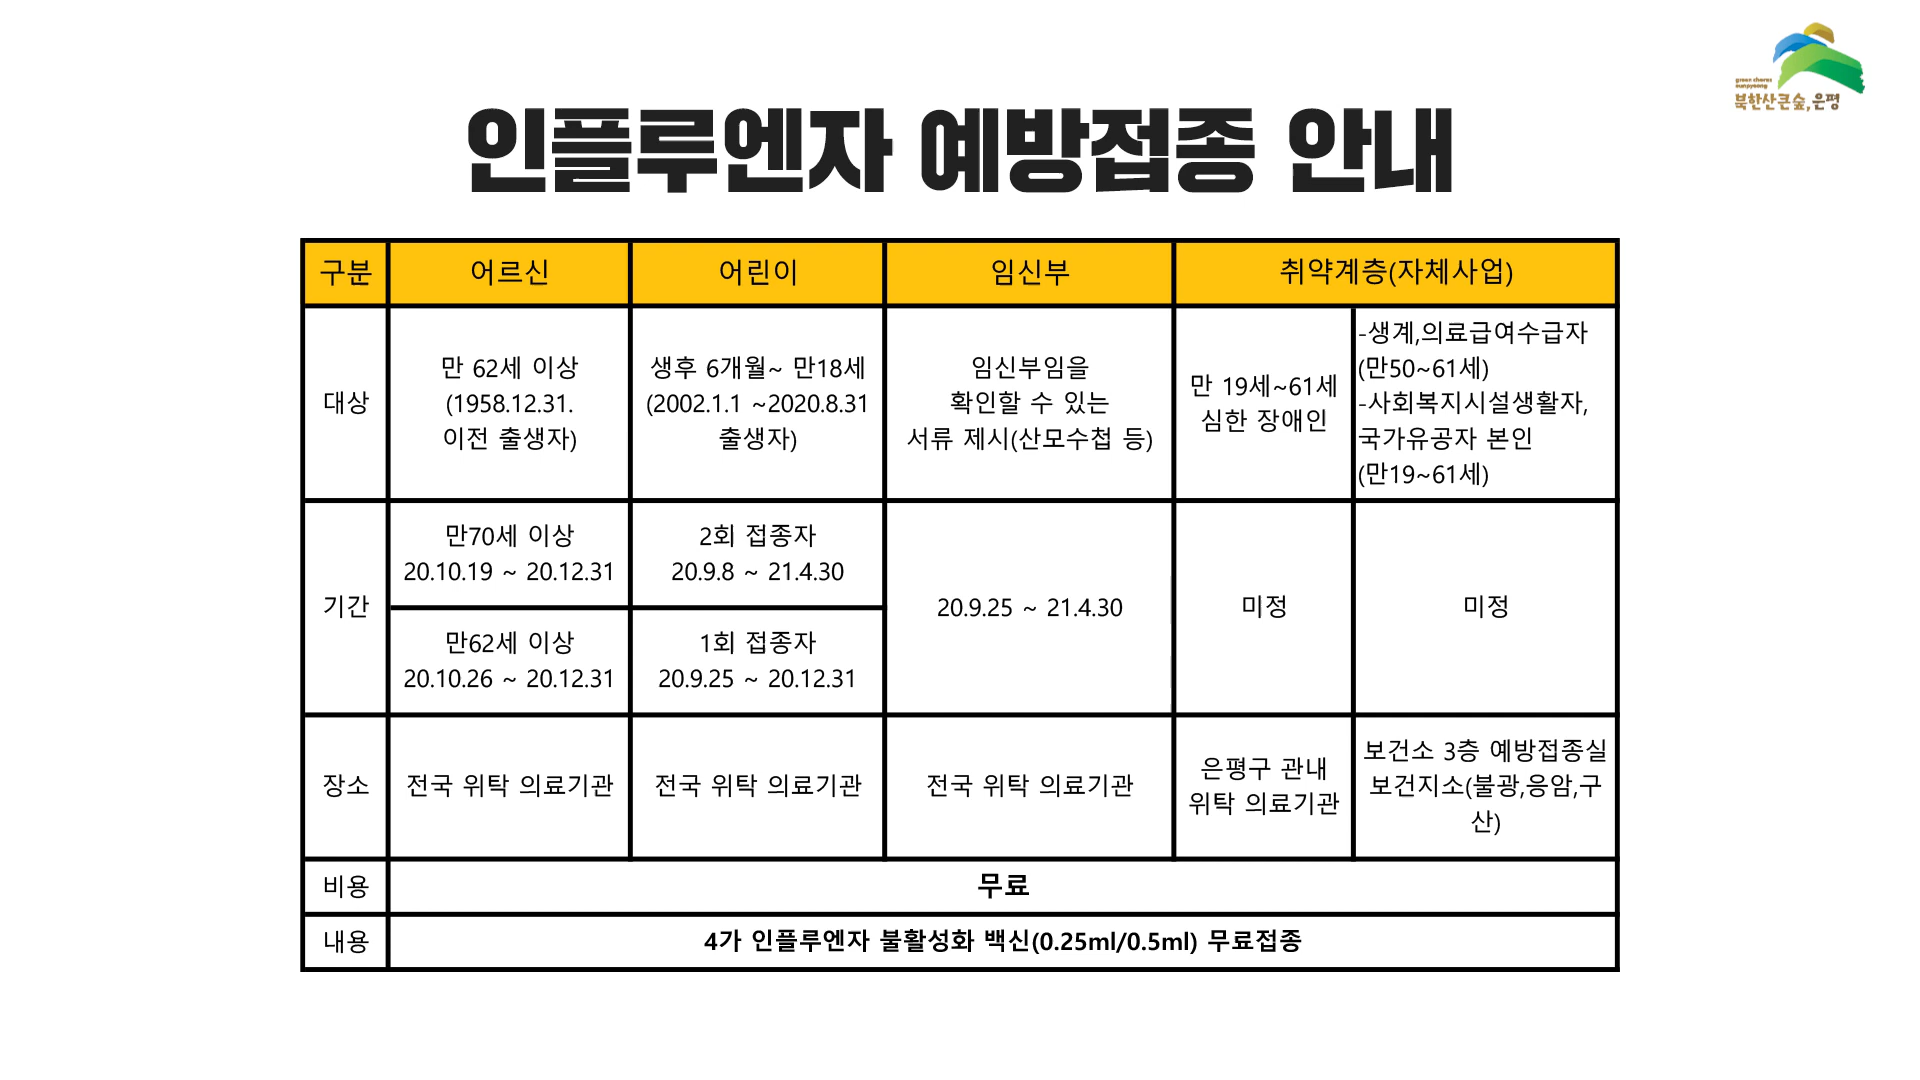 green chorus
eunpyeong
북한산큰숲,은평
인플루엔자 예방접종 안내
구분
어르신
어린이
임신부
취약계층(자체사업)
대상
만 62세 이상
(1958.12.31.
이전 출생자)
생후 6개월~ 만18세
(2002.1.1 ~2020.8.31
출생자)
임신부임을
확인할 수 있는
서류 제시(산모수첩 등)
만 19세~61세
심한 장애인
-생계,의료급여수급자
(만50~61세)
-사회복지시설생활자,
국가유공자 본인
(만19~61세)
기간
만70세 이상
20.10.19 ~ 20.12.31
2회 접종자
20.9.8 ~ 21.4.30
만62세 이상
20.10.26 ~ 20.12.31
1회 접종자
20.9.25 ~ 20.12.31
20.9.25 ~ 21.4.30
미정
미정
장소
전국 위탁 의료기관
전국 위탁 의료기관
전국 위탁 의료기관
은평구 관내
위탁 의료기관
보건소 3층 예방접종실
보건지소(불광,응암,구
산)
비용
무료
내용
4가 인플루엔자 불활성화 백신(0.25ml/0.5ml) 무료접종